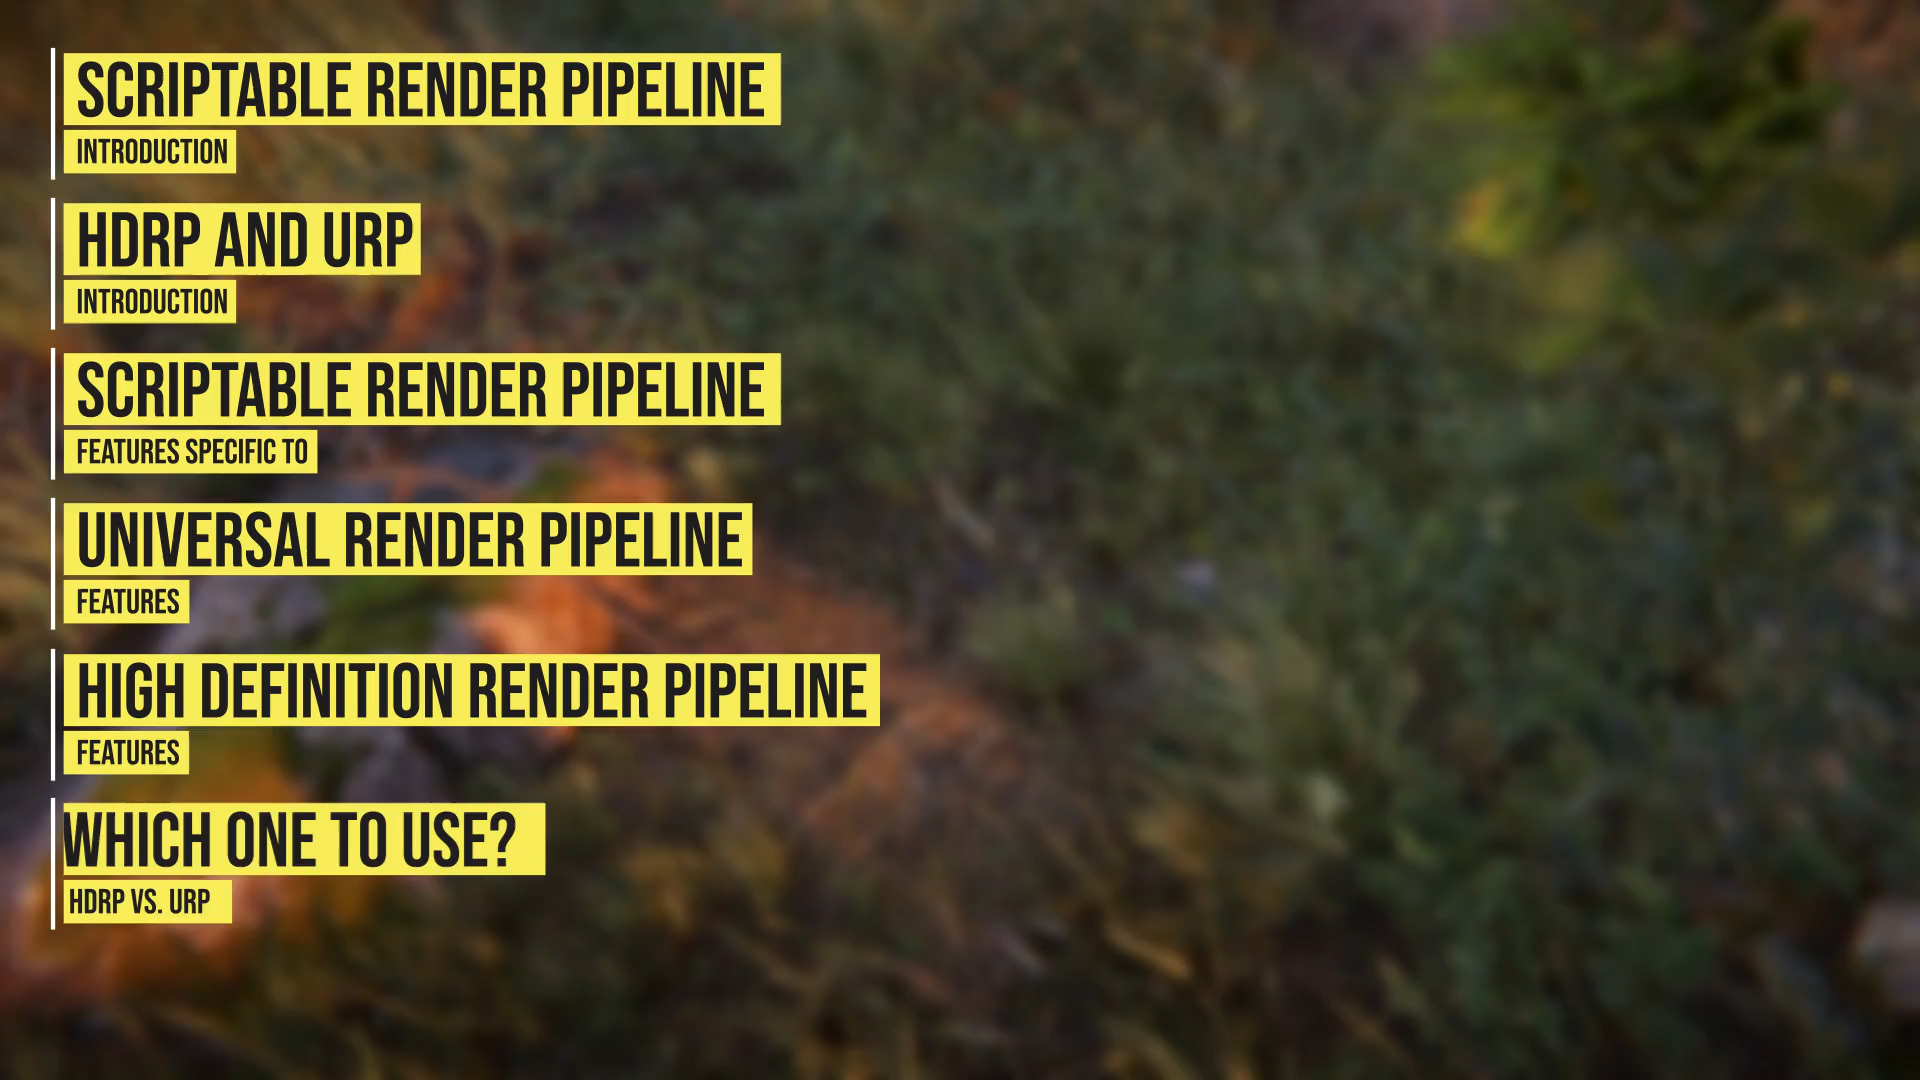 SCRIPTABLE RENDER PIPELINE
INTRODUCTION
HDRP AND URP
INTRODUCTION
SCRIPTABLE RENDER PIPELINE
FEATURES SPECIFIC TO
UNIVERSAL RENDER PIPELINE
FEATURES
HIGH DEFINITION RENDER PIPELINE
FEATURES
WHICH ONE TO USE?
HDRP VS. URP